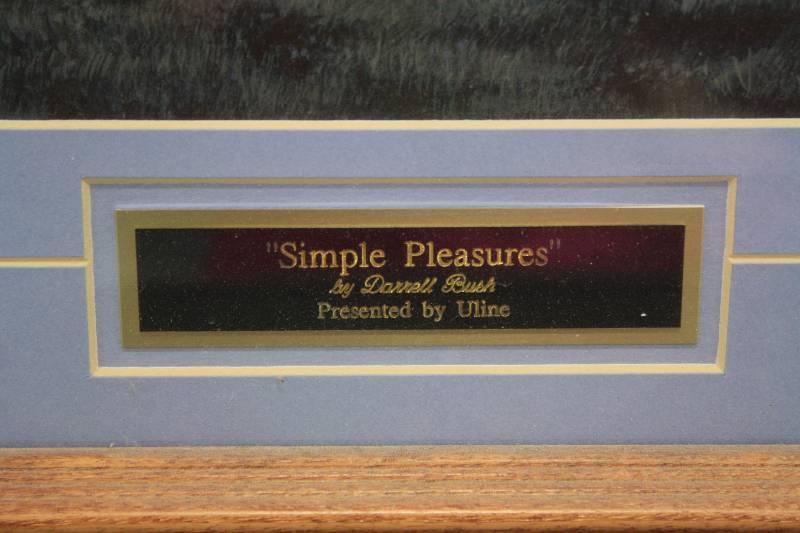 "Simple Pleasures"
by Darrell Bush
Presented by Uline